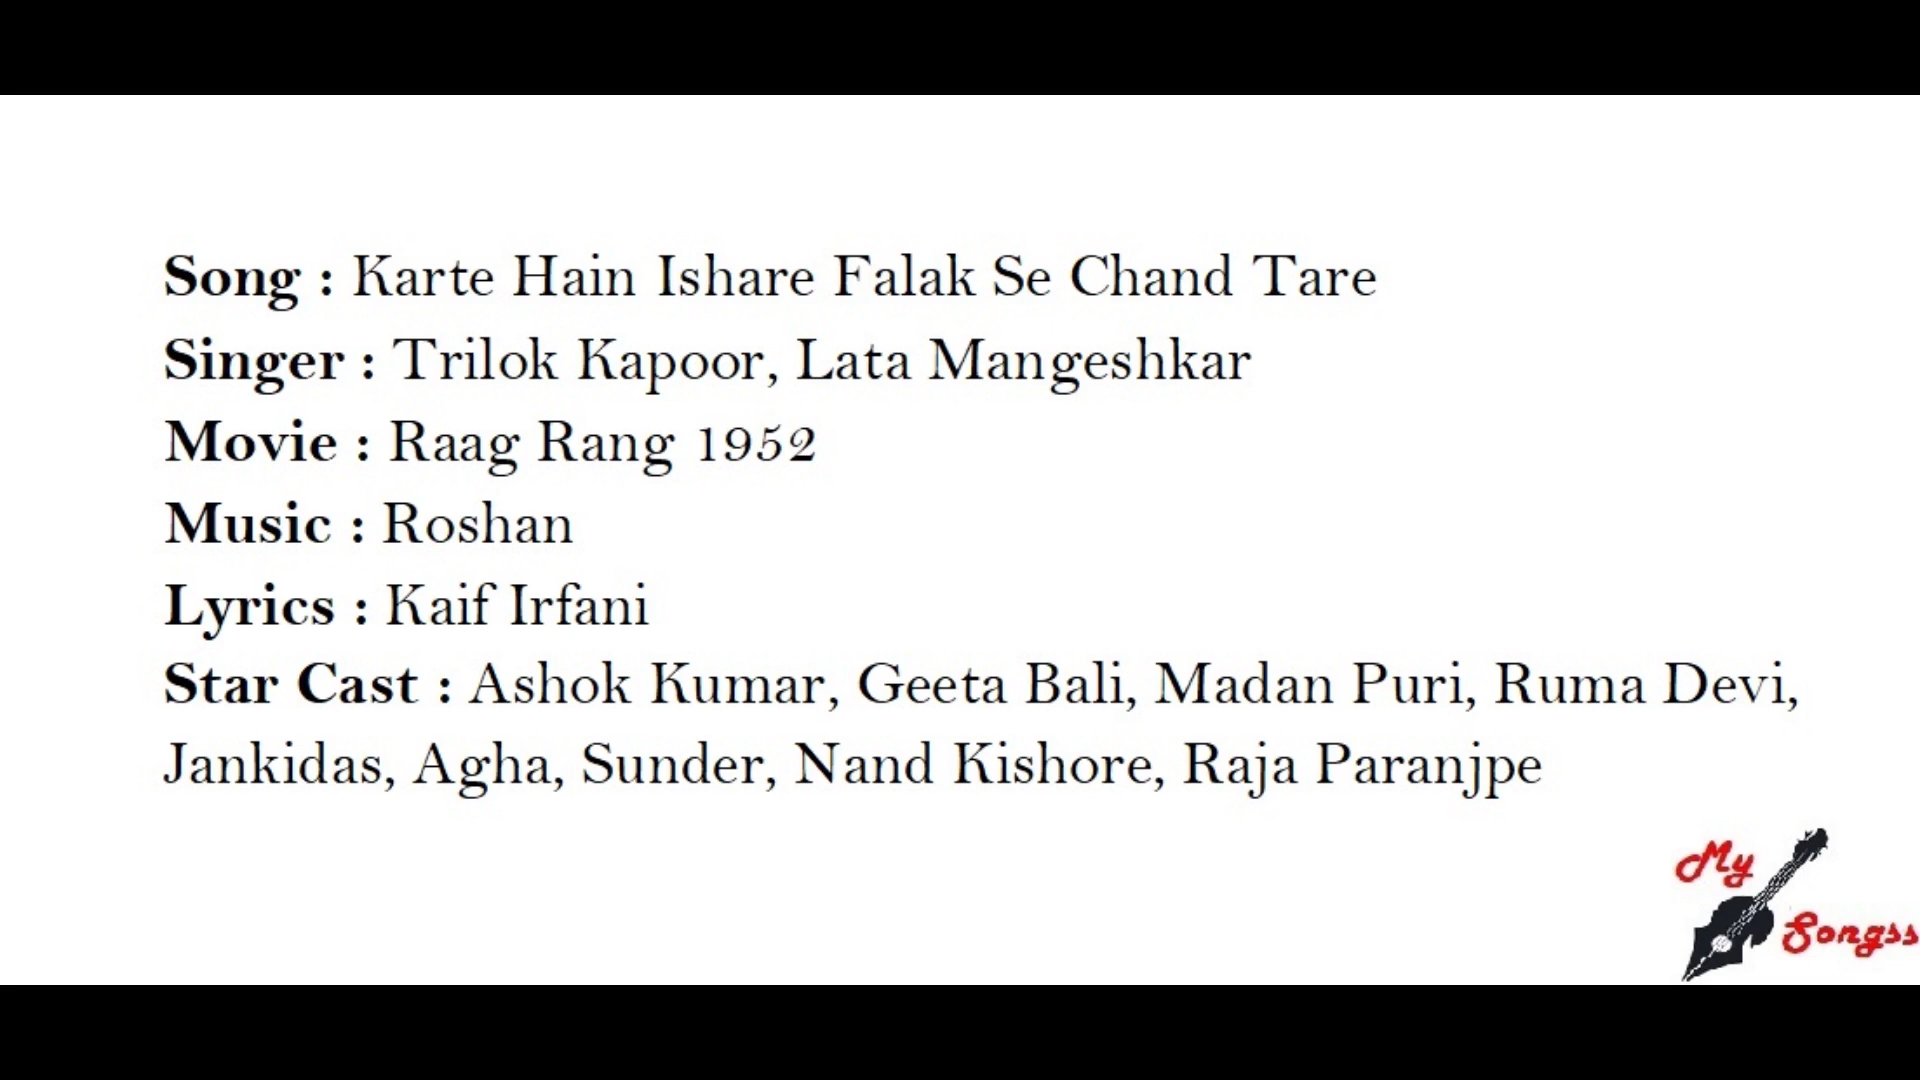 Song : Karte Hain Ishare Falak Se Chand Tare
Singer : Trilok Kapoor, Lata Mangeshkar
Movie : Raag Rang 1952
Music : Roshan
Lyrics : Kaif Irfani
Star Cast : Ashok Kumar, Geeta Bali, Madan Puri, Ruma Devi,
Jankidas, Agha, Sunder, Nand Kishore, Raja Paranjpe
My
Songss